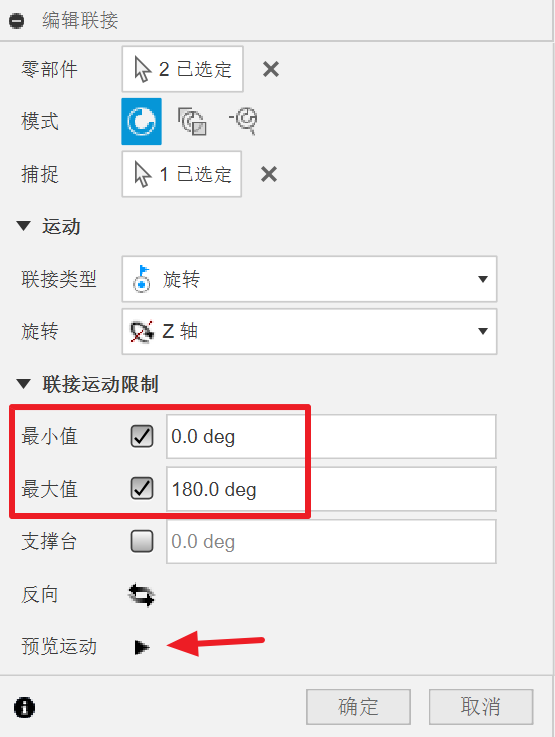 编辑联接
零部件 2 已选定
模式
捕捉 1 已选定
运动
联接类型 旋转
旋转 Z 轴
联接运动限制
最小值 0.0 deg
最大值 180.0 deg
支撑台 0.0 deg
反向
预览运动
确定 取消